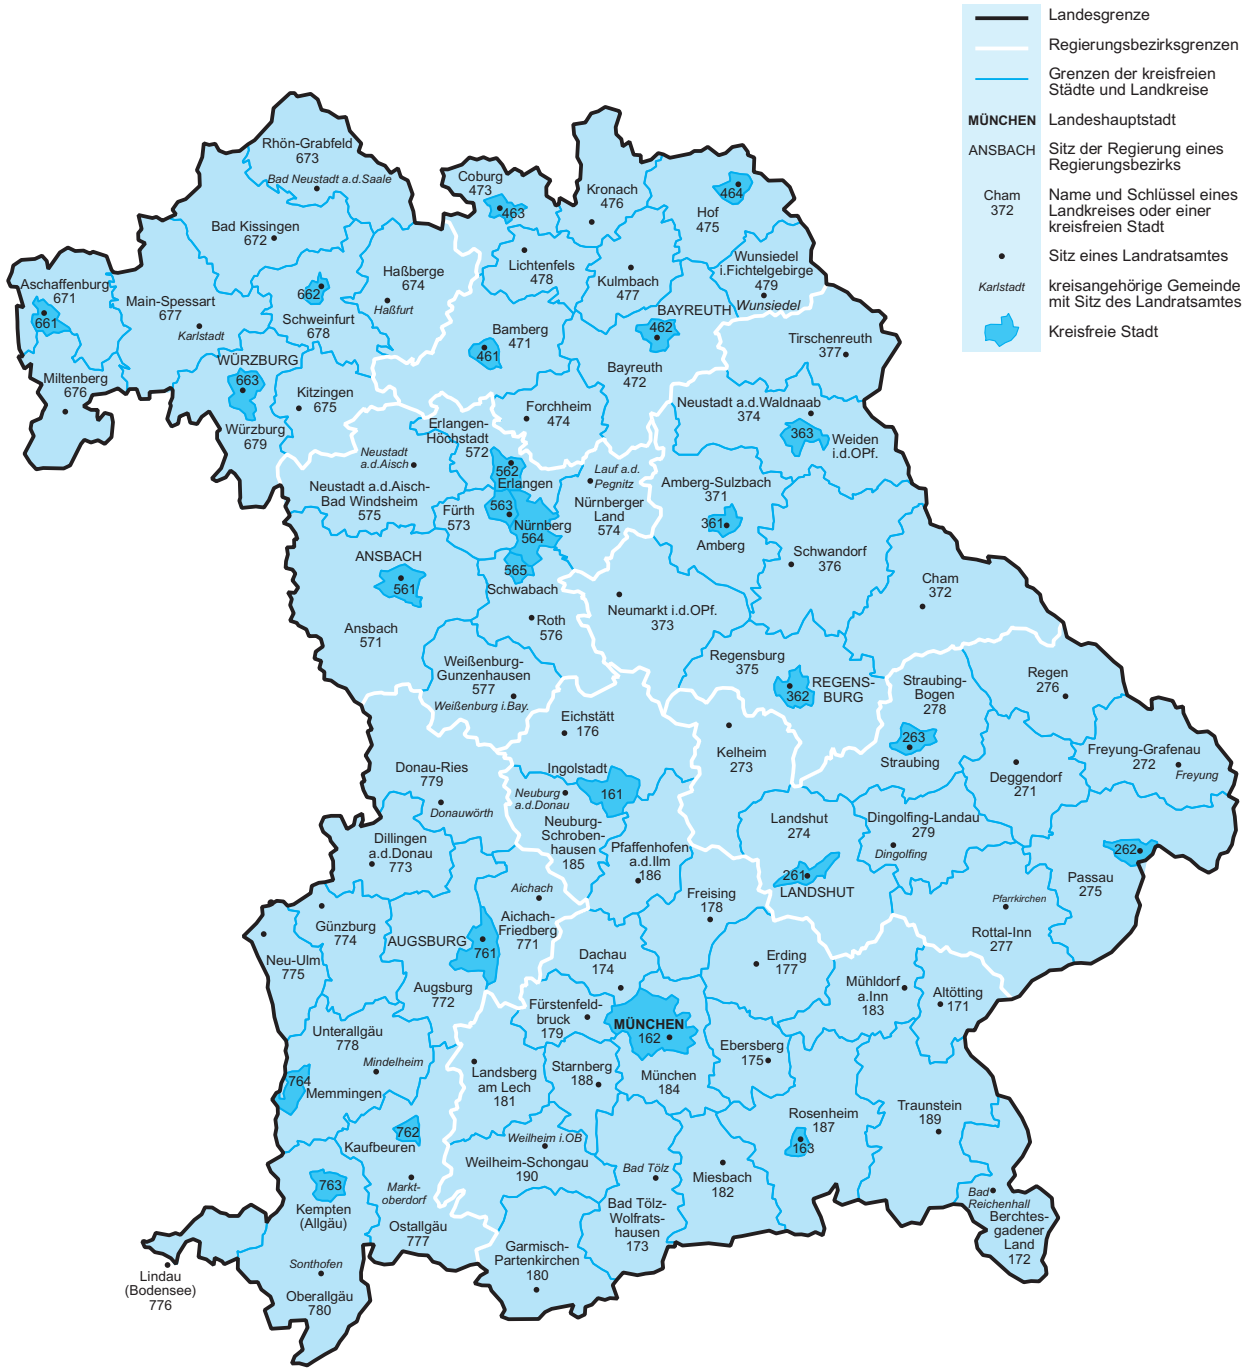 Landesgrenze
Regierungsbezirksgrenzen
Grenzen der kreisfreien
Städte und Landkreise
MÜNCHEN
Landeshauptstadt
ANSBACH
Sitz der Regierung eines
Regierungsbezirks
Cham
372
Name und Schlüssel eines
Landkreises oder einer
kreisfreien Stadt
Sitz eines Landratsamtes
Karlstadt
kreisangehörige Gemeinde
mit Sitz des Landratsamtes
Kreisfreie Stadt
Rhön-Grabfeld
673
Bad Neustadt a.d.Saale
Bad Kissingen
672
Coburg
473
463
Kronach
476
464
Hof
475
Aschaffenburg
671
661
Main-Spessart
677
Karlstadt
662
Schweinfurt
678
Haßberge
674
Haßfurt
Lichtenfels
478
Kulmbach
477
Wunsiedel
i.Fichtelgebirge
479
Wunsiedel
Miltenberg
676
WÜRZBURG
663
Würzburg
679
Kitzingen
675
Bamberg
471
461
BAYREUTH
462
Bayreuth
472
Tirschenreuth
377
Forchheim
474
Neustadt a.d.Waldnaab
374
363
Weiden
i.d.OPf.
Erlangen-
Höchstadt
572
562
Erlangen
Neustadt
a.d.Aisch
Neustadt a.d.Aisch-
Bad Windsheim
575
Fürth
573
563
Nürnberg
564
Lauf a.d.
Pegnitz
Nürnberger
Land
574
Amberg-Sulzbach
371
361
Amberg
Schwandorf
376
Cham
372
ANSBACH
561
Ansbach
571
565
Schwabach
Roth
576
Neumarkt i.d.OPf.
373
Weißenburg-
Gunzenhausen
577
Weißenburg i.Bay.
Regensburg
375
362
REGENS-
BURG
Straubing-
Bogen
278
263
Straubing
Regen
276
Eichstätt
176
Ingolstadt
161
Kelheim
273
Deggendorf
271
Freyung-Grafenau
272
Freyung
Donau-Ries
779
Donauwörth
Neuburg
a.d.Donau
Neuburg-
Schroben-
hausen
185
Pfaffenhofen
a.d.Ilm
186
Landshut
274
261
LANDSHUT
Dingolfing-Landau
279
Dingolfing
262
Passau
275
Dillingen
a.d.Donau
773
Aichach
Aichach-
Friedberg
771
Freising
178
Pfarrkirchen
Rottal-Inn
277
Günzburg
774
Neu-Ulm
775
AUGSBURG
761
Augsburg
772
Dachau
174
Erding
177
Mühldorf
a.Inn
183
Altötting
171
Fürstenfeld-
bruck
179
MÜNCHEN
162
München
184
Ebersberg
175
Unterallgäu
778
Mindelheim
764
Memmingen
Landsberg
am Lech
181
Starnberg
188
Rosenheim
187
163
Traunstein
189
762
Kaufbeuren
Weilheim i.OB
Weilheim-Schongau
190
Bad Tölz
Bad Tölz-
Wolfrats-
hausen
173
Miesbach
182
763
Kempten
(Allgäu)
Markt-
oberdorf
Ostallgäu
777
Garmisch-
Partenkirchen
180
Bad
Reichenhall
Berchtes-
gadener
Land
172
Lindau
(Bodensee)
776
Sonthofen
Oberallgäu
780